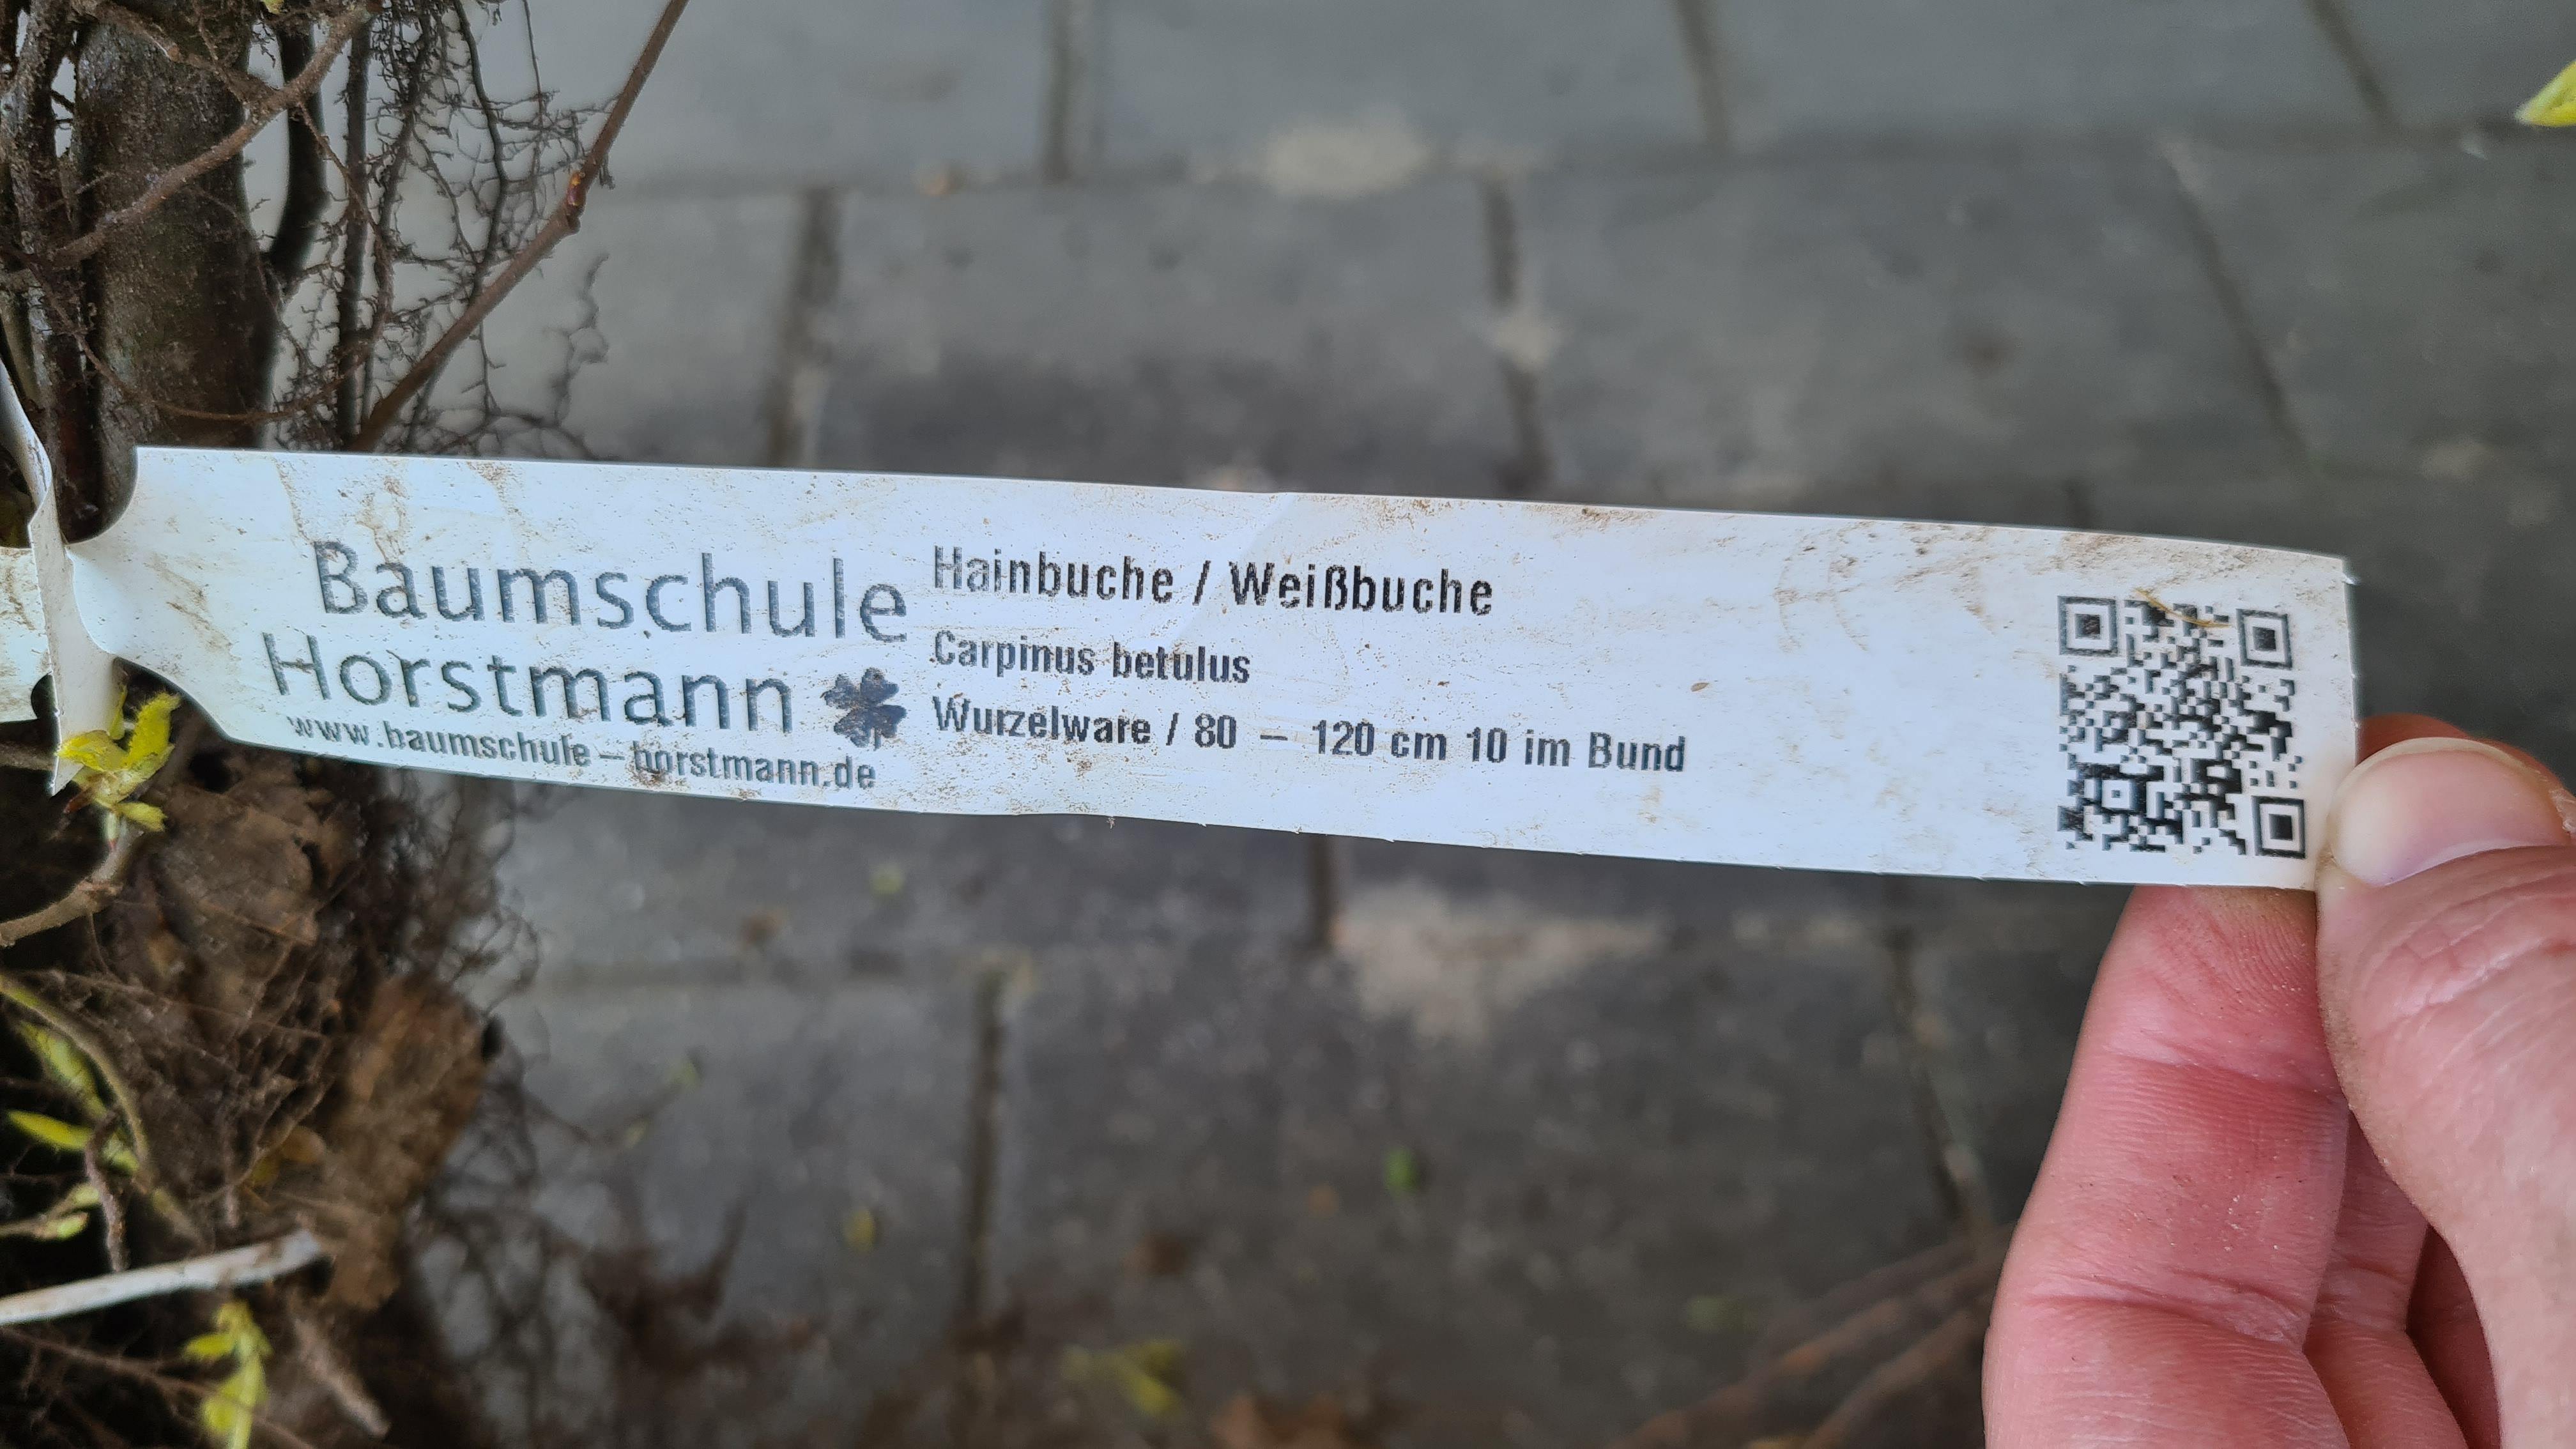 Baumschule
Horstmann
www.baumschule-horstmann.de
Hainbuche / Weißbuche
Carpinus betulus
Wurzelware / 80 – 120 cm 10 im Bund